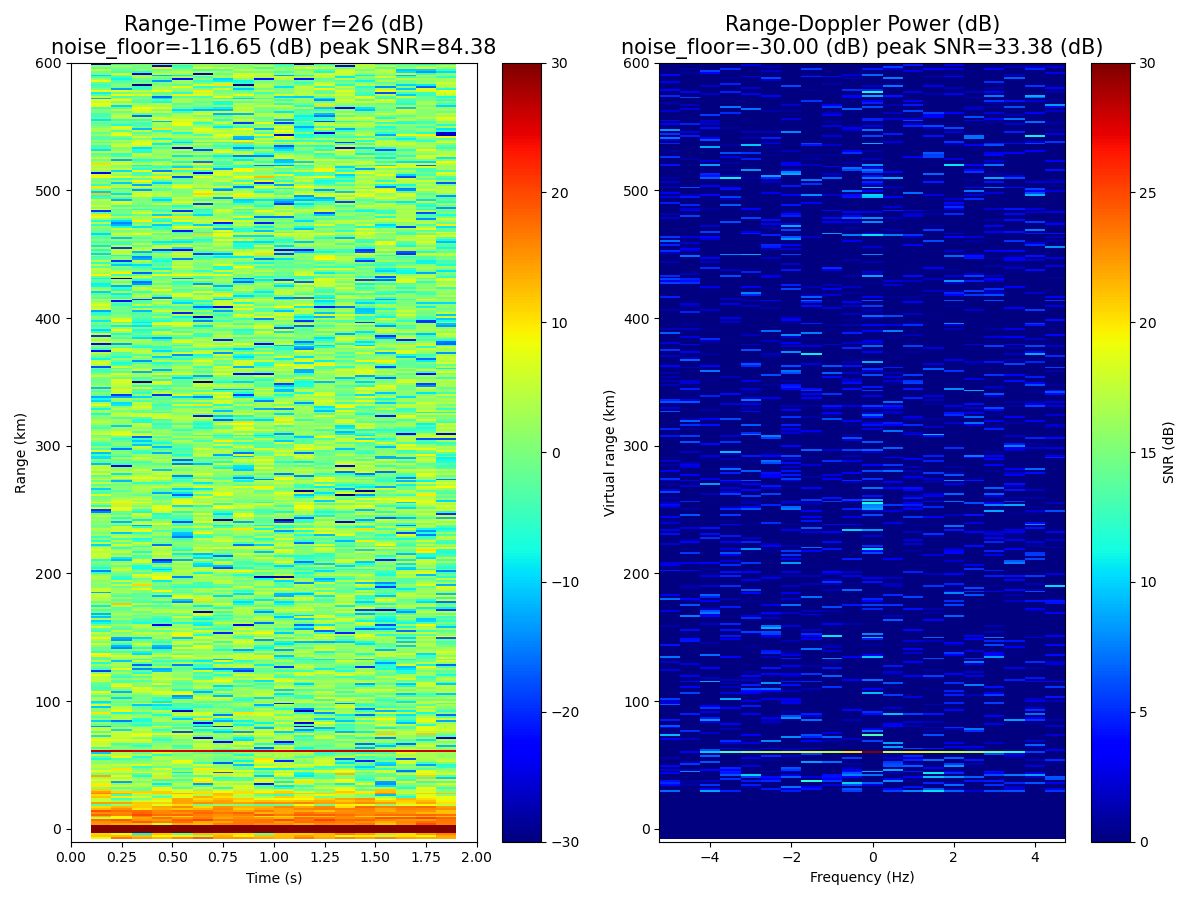 Range-Time Power f=26 (dB)
noise_floor=-116.65 (dB) peak SNR=84.38
600
500
400
300
200
100
0
Range (km)
0.00 0.25 0.50 0.75 1.00 1.25 1.50 1.75 2.00
Time (s)
30
20
10
0
−10
−20
−30
Range-Doppler Power (dB)
noise_floor=-30.00 (dB) peak SNR=33.38 (dB)
600
500
400
300
200
100
0
Virtual range (km)
−4 −2 0 2 4
Frequency (Hz)
30
25
20
15
10
5
0
SNR (dB)